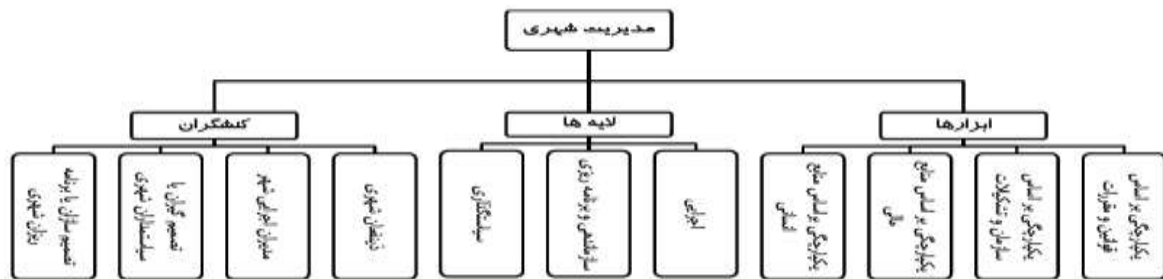 مدیریت شهری
ابزارها
لایه ها
کنشگران
یکپارچگی بر اساس
قوانین و مقررات
یکپارچگی بر اساس
سازمان و تشکیلات
یکپارچگی بر اساس منابع
مالی
یکپارچگی بر اساس منابع
انسانی
اجرایی
سازماندهی و برنامه ریزی
سیاستگذاری
ذینفعان شهری
مدیران اجرایی شهر
تصمیم گیران یا
سیاستمداران شهری
تصمیم سازان یا برنامه
ریزان شهری